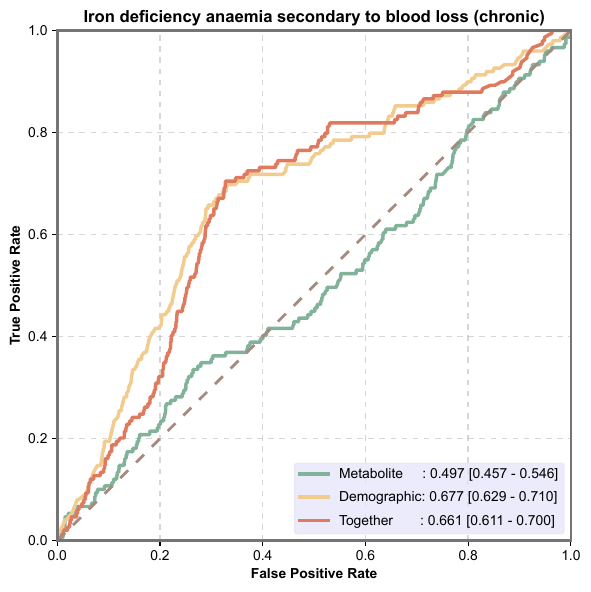 Iron deficiency anaemia secondary to blood loss (chronic)
True Positive Rate
1.0
0.8
0.6
0.4
0.2
0.0
Metabolite : 0.497 [0.457 - 0.546]
Demographic: 0.677 [0.629 - 0.710]
Together : 0.661 [0.611 - 0.700]
0.0 0.2 0.4 0.6 0.8 1.0
False Positive Rate